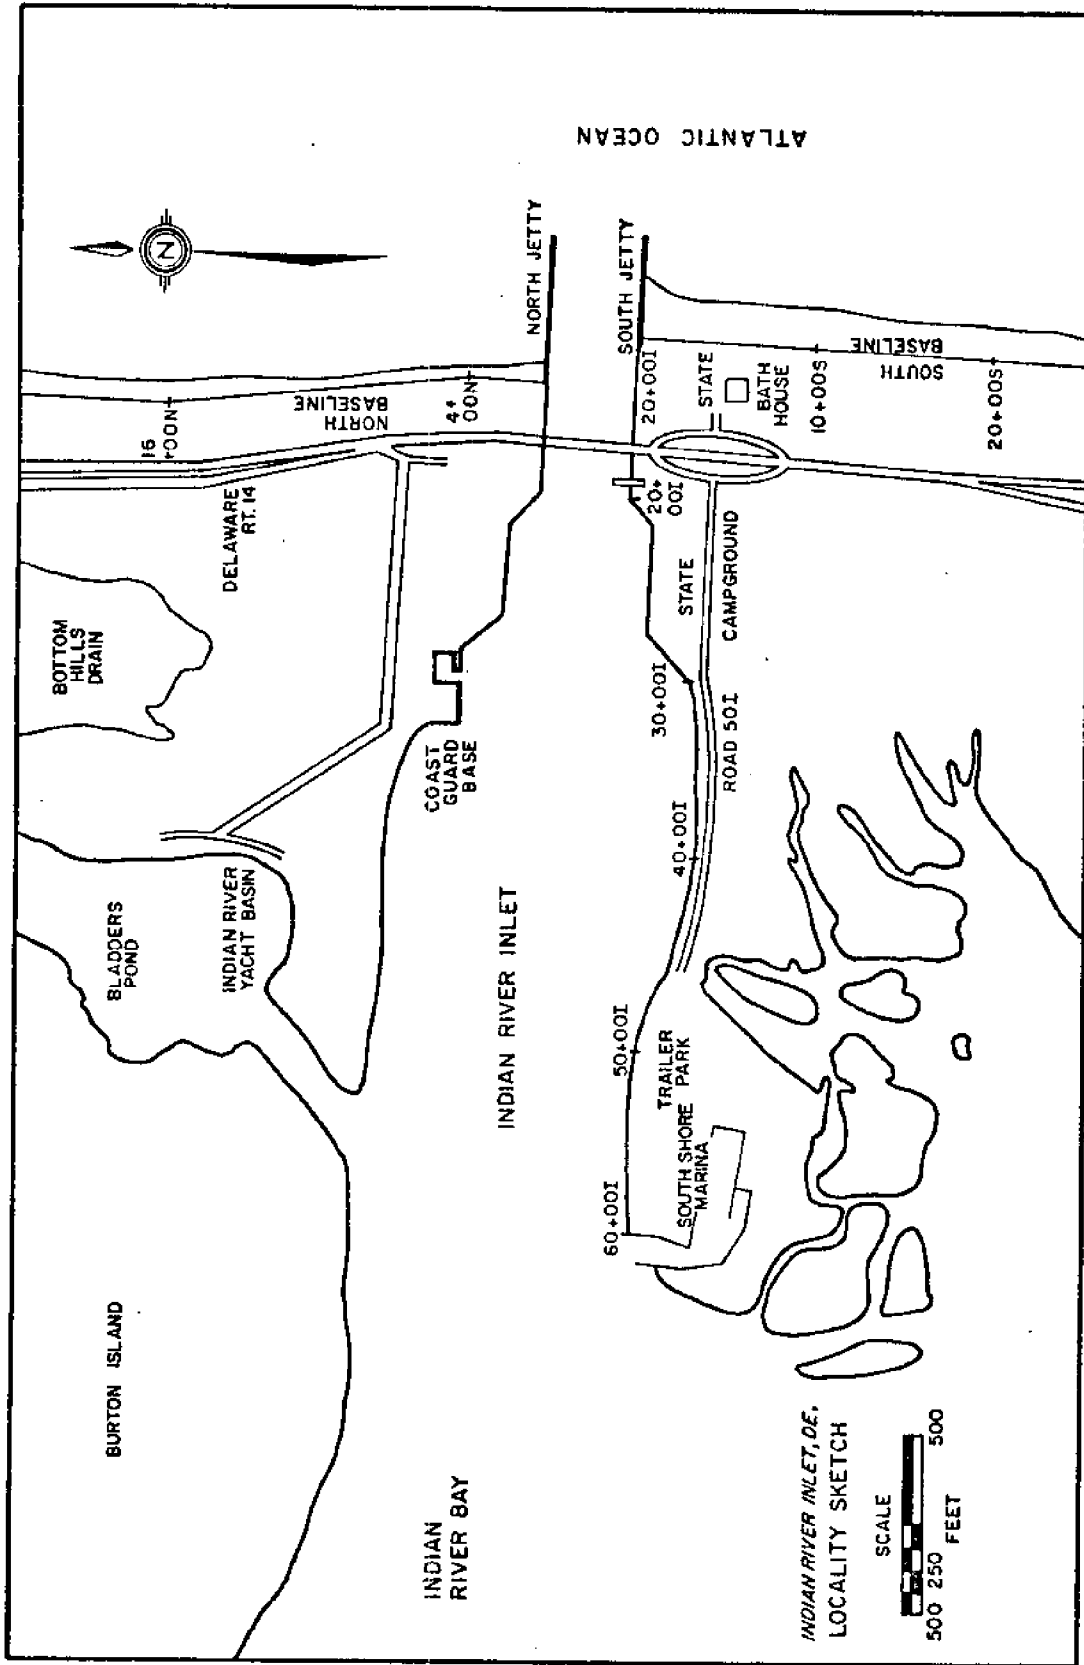 BURTON ISLAND
BLADDERS
POND
BOTTOM
HILLS
DRAIN
INDIAN RIVER
YACHT BASIN
DELAWARE
RT. 14
16
+00N
NORTH
BASELINE
4+
00N
N
ATLANTIC OCEAN
COAST
GUARD
BASE
INDIAN
RIVER BAY
INDIAN RIVER INLET
NORTH JETTY
SOUTH JETTY
60+00I
50+00I
40+00I
30+00I
20+
00I
20+00I
TRAILER
PARK
SOUTH SHORE
MARINA
STATE
CAMPGROUND
ROAD 501
STATE
BATH
HOUSE
10+00S
SOUTH
BASELINE
20+00S
INDIAN RIVER INLET, DE.
LOCALITY SKETCH
SCALE
500 250 500
FEET